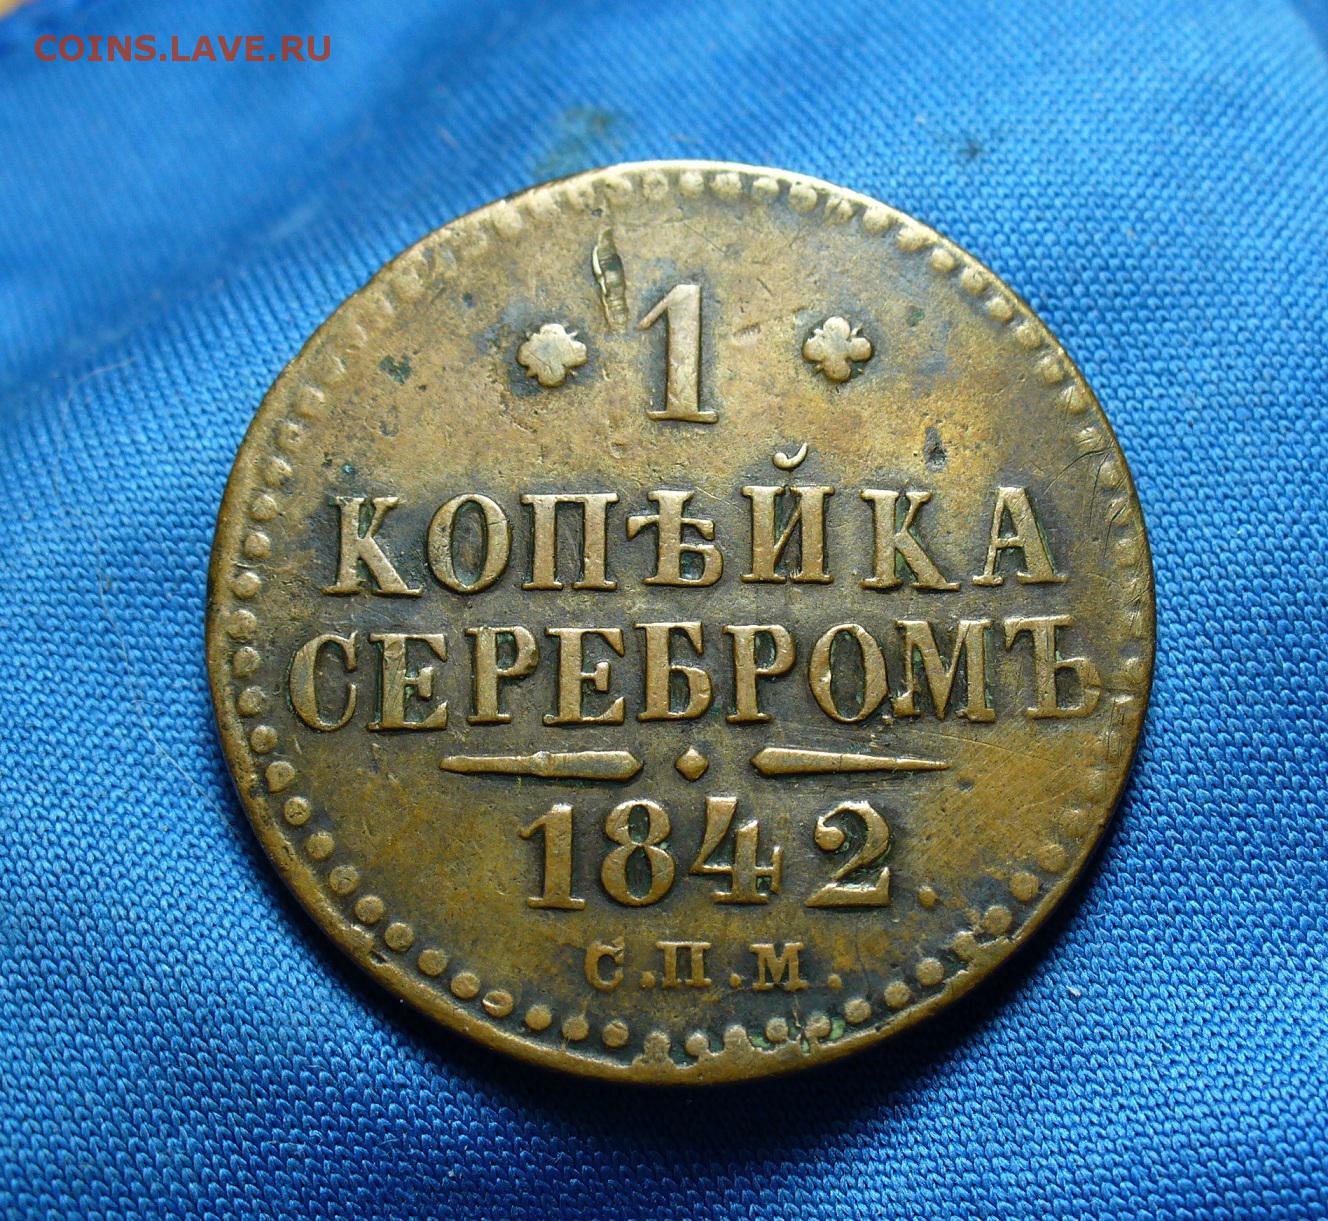 COINS.LAVE.RU
1
КОПѢЙКА
СЕРЕБРОМЪ
1842
С.П.М.